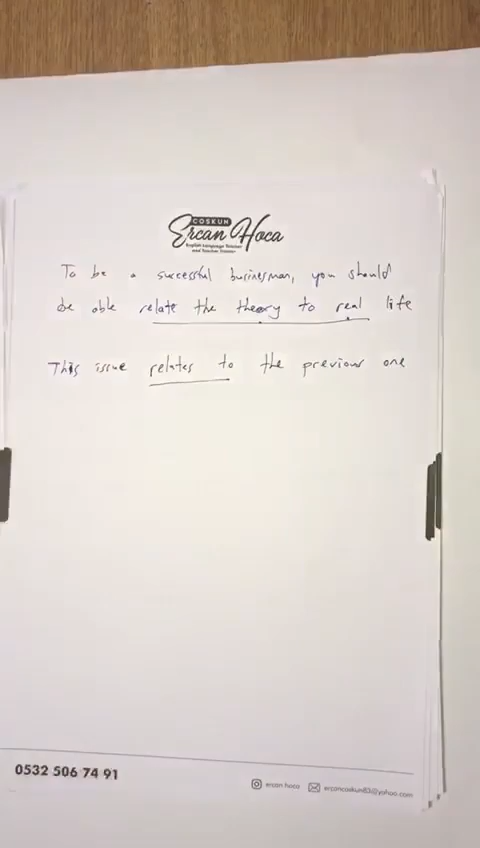 COSKUN
Ercan Hoca
English Language Trainer
and Teacher Trainer
To be a successful businesman, you should
be able relate the theory to real life
This issue relates to the previous one
0532 506 74 91
ercan hoca
ercancoskun83@yahoo.com